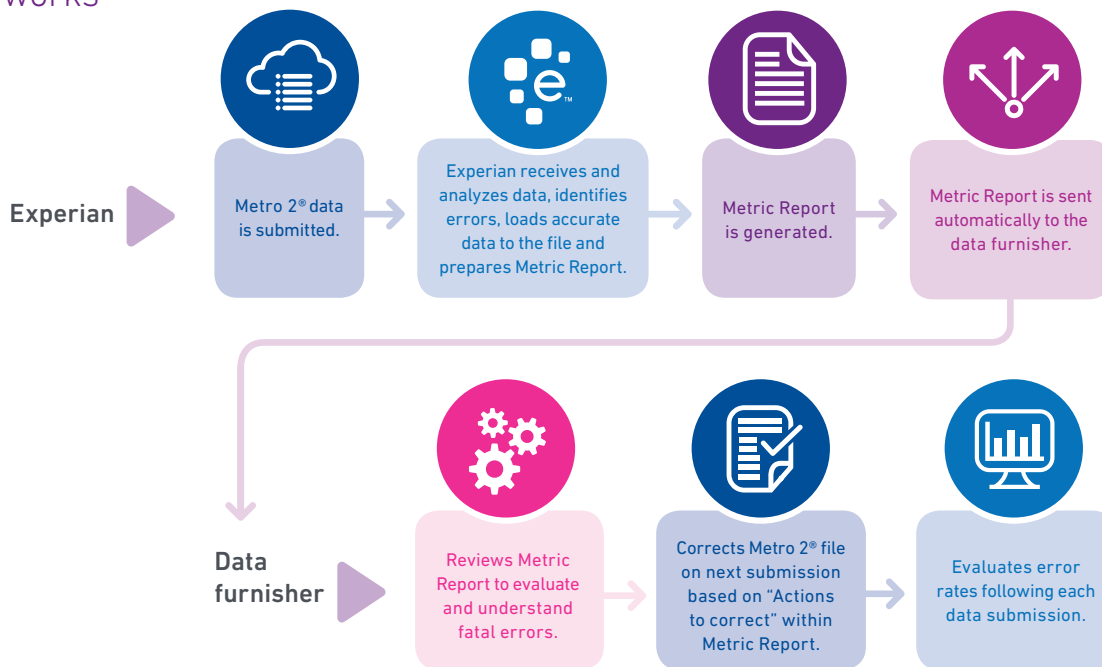 WORKS
e™
Experian
Metro 2® data
is submitted.
Experian receives and
analyzes data, identifies
errors, loads accurate
data to the file and
prepares Metric Report.
Metric Report
is generated.
Metric Report is sent
automatically to the
data furnisher.
Data
furnisher
Reviews Metric
Report to evaluate
and understand
fatal errors.
Corrects Metro 2® file
on next submission
based on “Actions
to correct” within
Metric Report.
Evaluates error
rates following each
data submission.